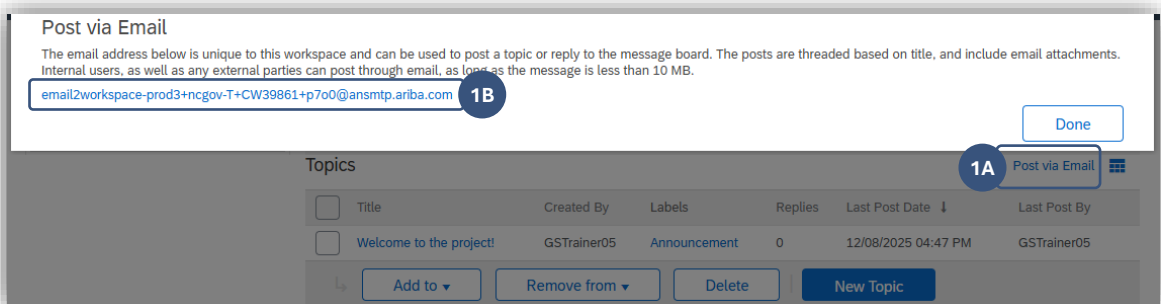 Post via Email
The email address below is unique to this workspace and can be used to post a topic or reply to the message board. The posts are threaded based on title, and include email attachments.
Internal users, as well as any external parties can post through email, as long as the message is less than 10 MB.
email2workspace-prod3+ncgov-T+CW39861+p7o0@ansmtp.ariba.com 1B
Done
Topics 1A Post via Email
Title Created By Labels Replies Last Post Date ↓ Last Post By
Welcome to the project! GSTrainer05 Announcement 0 12/08/2025 04:47 PM GSTrainer05
Add to Remove from Delete New Topic